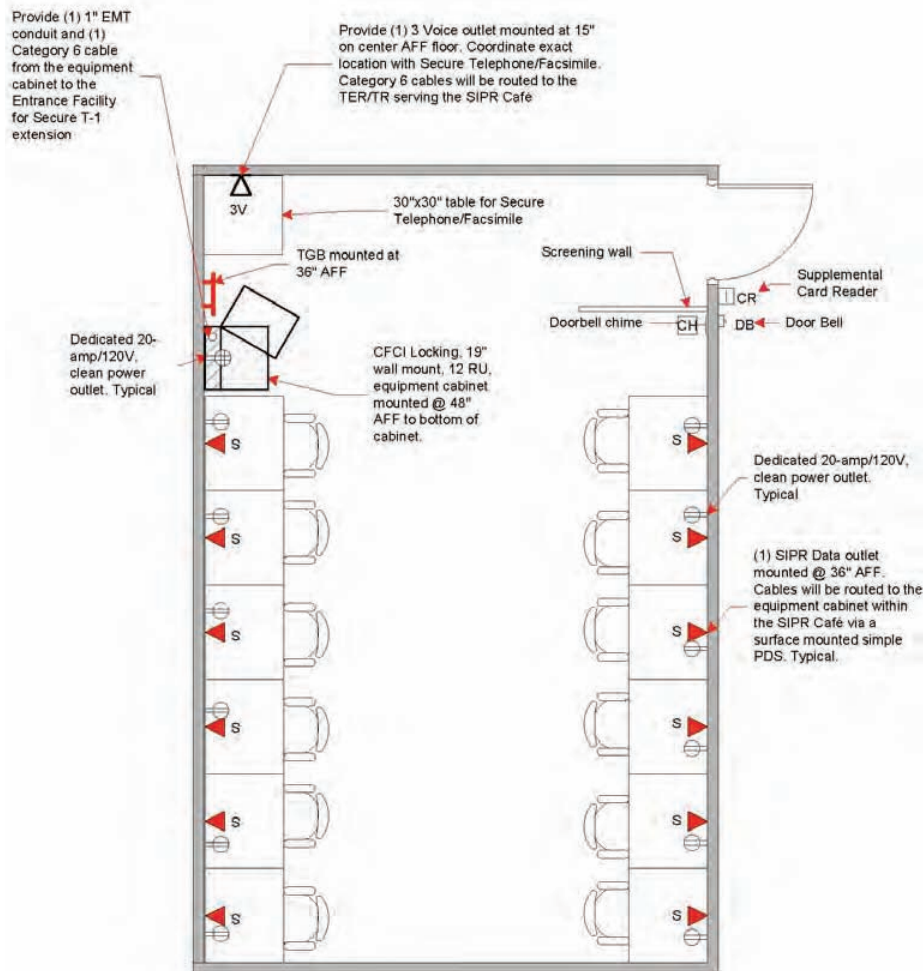 Provide (1) 1" EMT
conduit and (1)
Category 6 cable
from the equipment
cabinet to the
Entrance Facility
for Secure T-1
extension
Provide (1) 3 Voice outlet mounted at 15"
on center AFF floor. Coordinate exact
location with Secure Telephone/Facsimile.
Category 6 cables will be routed to the
TER/TR serving the SIPR Café
3V
30"x30" table for Secure
Telephone/Facsimile
TGB mounted at
36" AFF
Screening wall
Supplemental
Card Reader
CR
Doorbell chime
CH
DB
Door Bell
Dedicated 20-
amp/120V,
clean power
outlet. Typical
CFCI Locking, 19"
wall mount, 12 RU,
equipment cabinet
mounted @ 48"
AFF to bottom of
cabinet.
S
S
Dedicated 20-amp/120V,
clean power outlet.
Typical
S
S
(1) SIPR Data outlet
mounted @ 36" AFF.
Cables will be routed to the
equipment cabinet within
the SIPR Café via a
surface mounted simple
PDS. Typical.
S
S
S
S
S
S
S
S